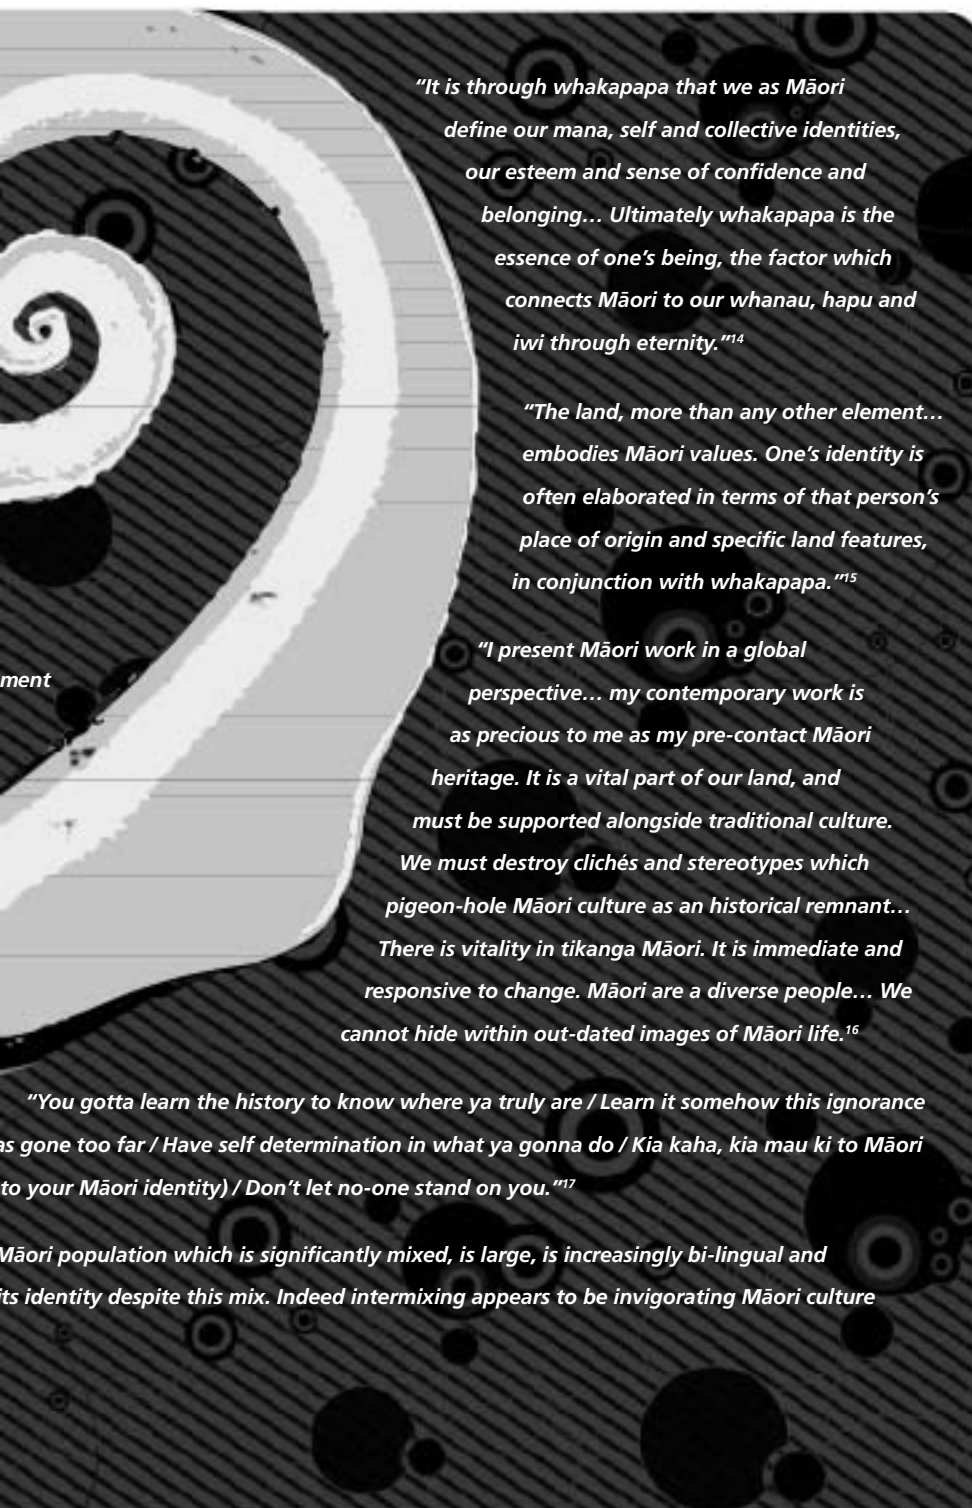 “It is through whakapapa that we as Māori
define our mana, self and collective identities,
our esteem and sense of confidence and
belonging… Ultimately whakapapa is the
essence of one’s being, the factor which
connects Māori to our whanau, hapu and
iwi through eternity.”14
“The land, more than any other element…
embodies Māori values. One’s identity is
often elaborated in terms of that person’s
place of origin and specific land features,
in conjunction with whakapapa.”15
“I present Māori work in a global
ment
perspective… my contemporary work is
as precious to me as my pre-contact Māori
heritage. It is a vital part of our land, and
must be supported alongside traditional culture.
We must destroy clichés and stereotypes which
pigeon-hole Māori culture as an historical remnant…
There is vitality in tikanga Māori. It is immediate and
responsive to change. Māori are a diverse people… We
cannot hide within out-dated images of Māori life.16
“You gotta learn the history to know where ya truly are / Learn it somehow this ignorance
as gone too far / Have self determination in what ya gonna do / Kia kaha, kia mau ki to Māori
to your Māori identity) / Don’t let no-one stand on you.”17
Māori population which is significantly mixed, is large, is increasingly bi-lingual and
its identity despite this mix. Indeed intermixing appears to be invigorating Māori culture